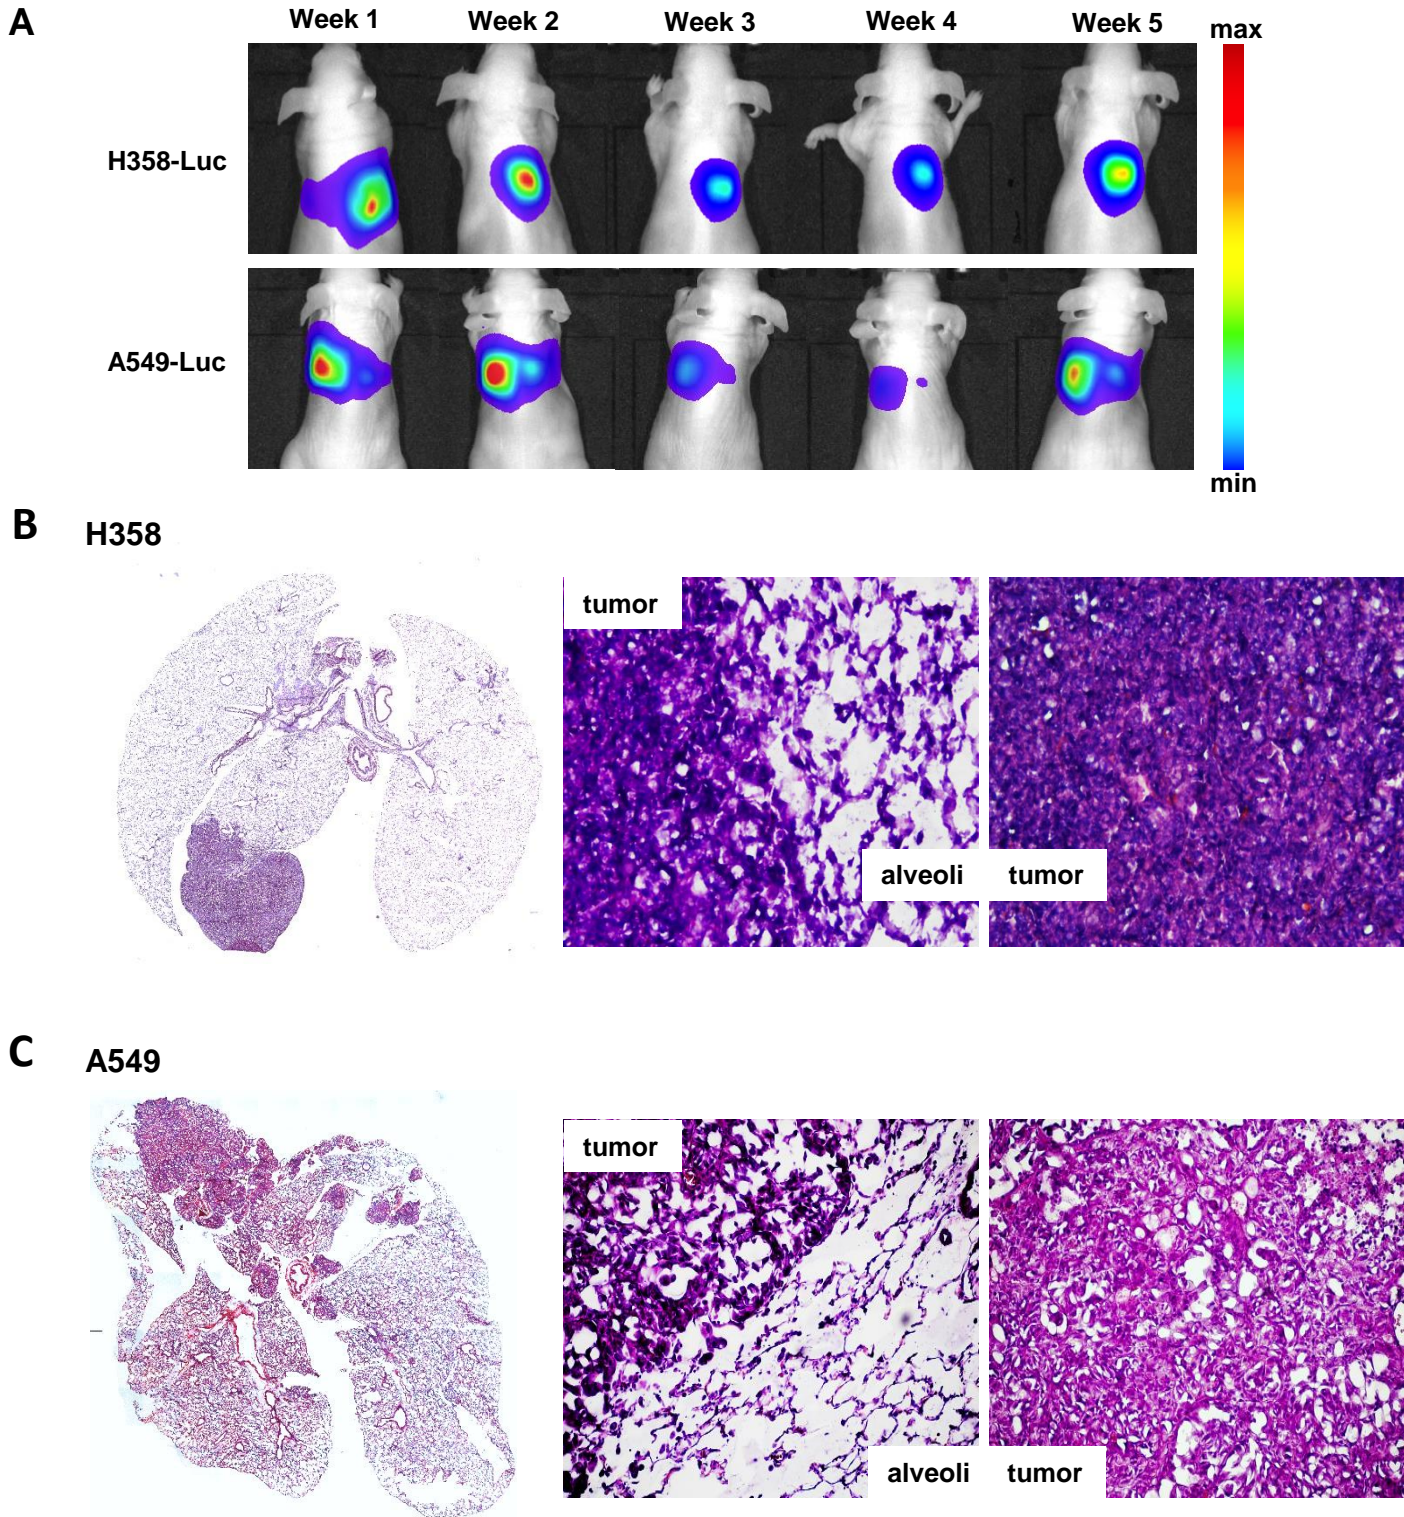 A
Week 1 Week 2 Week 3 Week 4 Week 5
max
H358-Luc
A549-Luc
min
B
H358
tumor
alveoli
tumor
C
A549
tumor
alveoli
tumor